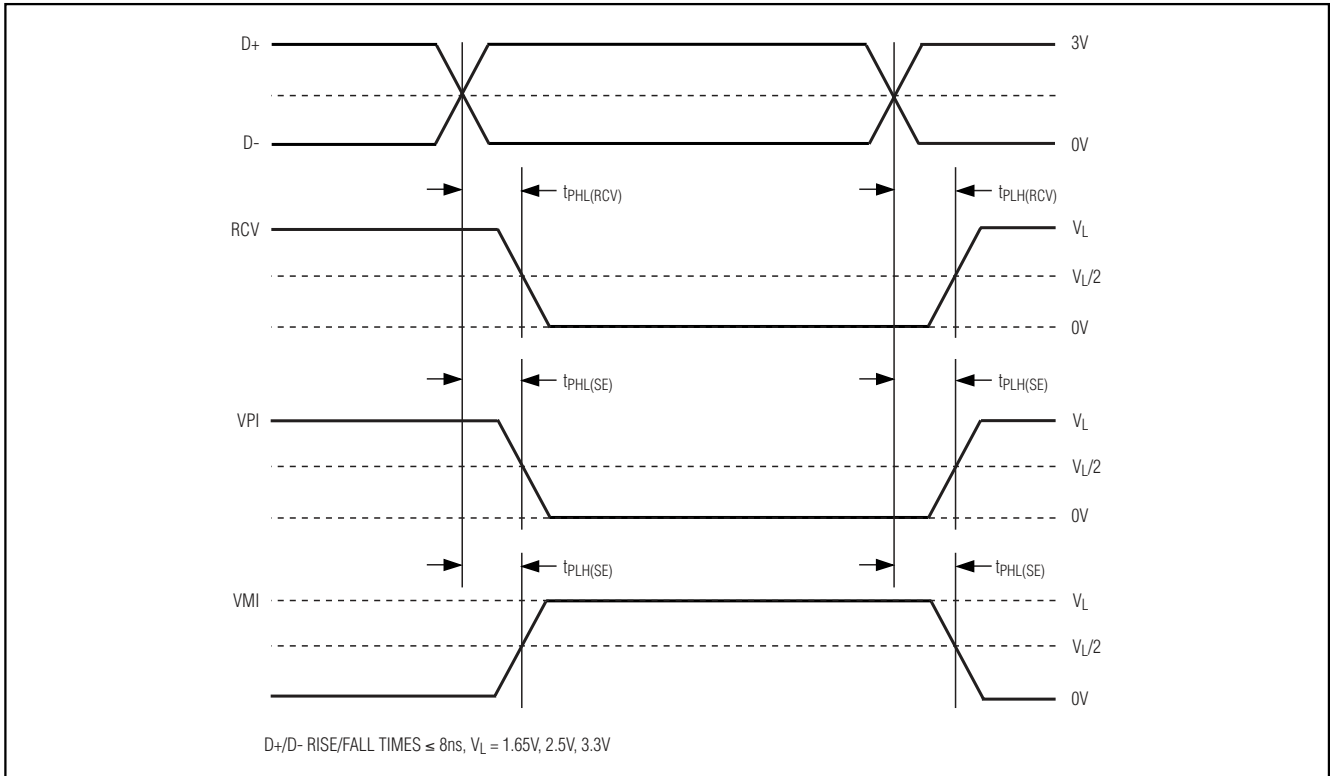 D+ 3V
D- 0V
tPHL(RCV) tPLH(RCV)
RCV VL
VL/2
0V
tPHL(SE) tPLH(SE)
VPI VL
VL/2
0V
tPLH(SE) tPHL(SE)
VMI VL
VL/2
0V
D+/D- RISE/FALL TIMES ≤ 8ns, VL = 1.65V, 2.5V, 3.3V